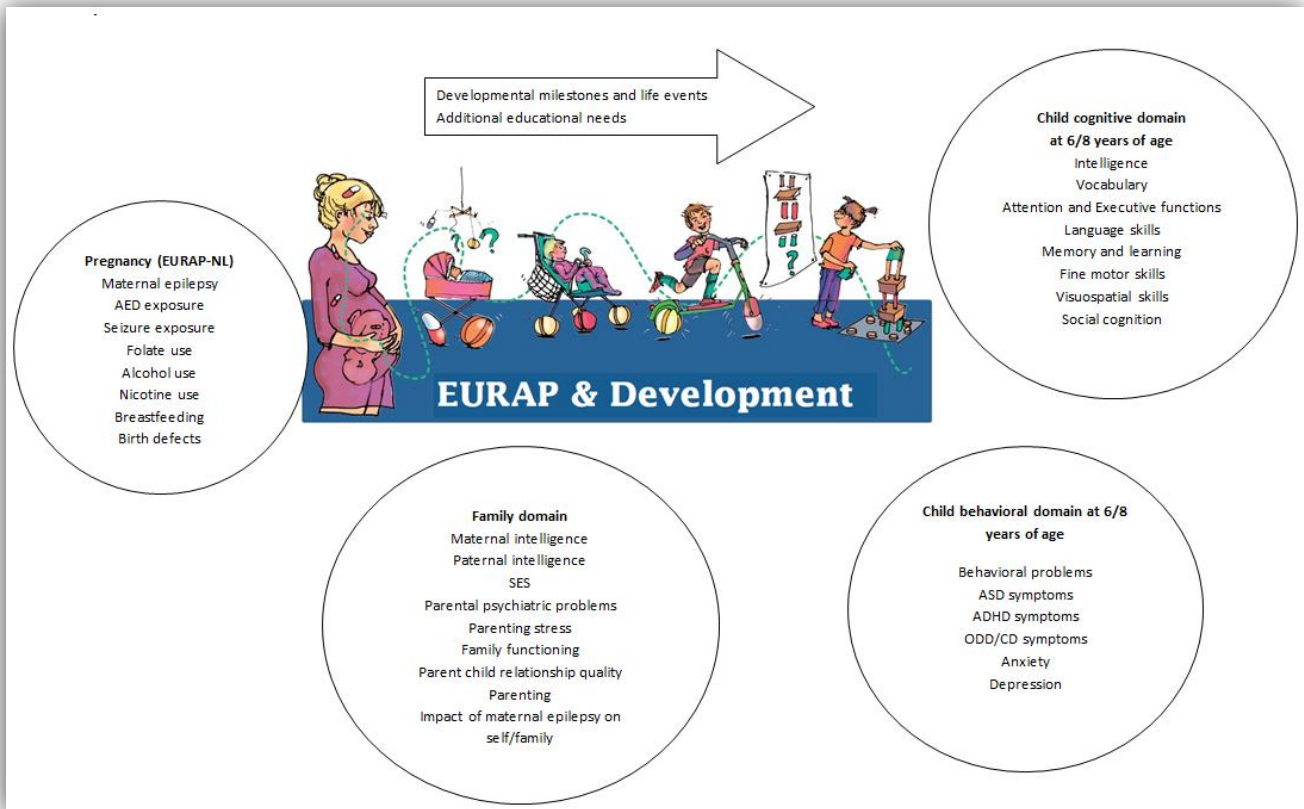 Developmental milestones and life events
Additional educational needs
Pregnancy (EURAP-NL)
Maternal epilepsy
AED exposure
Seizure exposure
Folate use
Alcohol use
Nicotine use
Breastfeeding
Birth defects
? ?
?
EURAP & Development
Child cognitive domain
at 6/8 years of age
Intelligence
Vocabulary
Attention and Executive functions
Language skills
Memory and learning
Fine motor skills
Visuospatial skills
Social cognition
Family domain
Maternal intelligence
Paternal intelligence
SES
Parental psychiatric problems
Parenting stress
Family functioning
Parent child relationship quality
Parenting
Impact of maternal epilepsy on
self/family
Child behavioral domain at 6/8
years of age
Behavioral problems
ASD symptoms
ADHD symptoms
ODD/CD symptoms
Anxiety
Depression